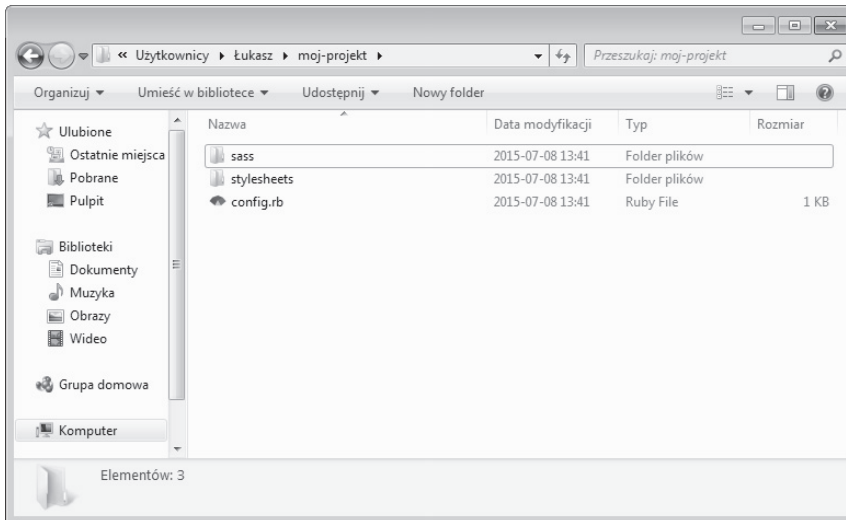 « Użytkownicy ▸ Łukasz ▸ moj-projekt ▸
Przeszukaj: moj-projekt
Organizuj
Umieść w bibliotece
Udostępnij
Nowy folder
Ulubione
Ostatnie miejsca
Pobrane
Pulpit
Biblioteki
Dokumenty
Muzyka
Obrazy
Wideo
Grupa domowa
Komputer
Nazwa Data modyfikacji Typ Rozmiar
sass 2015-07-08 13:41 Folder plików
stylesheets 2015-07-08 13:41 Folder plików
config.rb 2015-07-08 13:41 Ruby File 1 KB
Elementów: 3